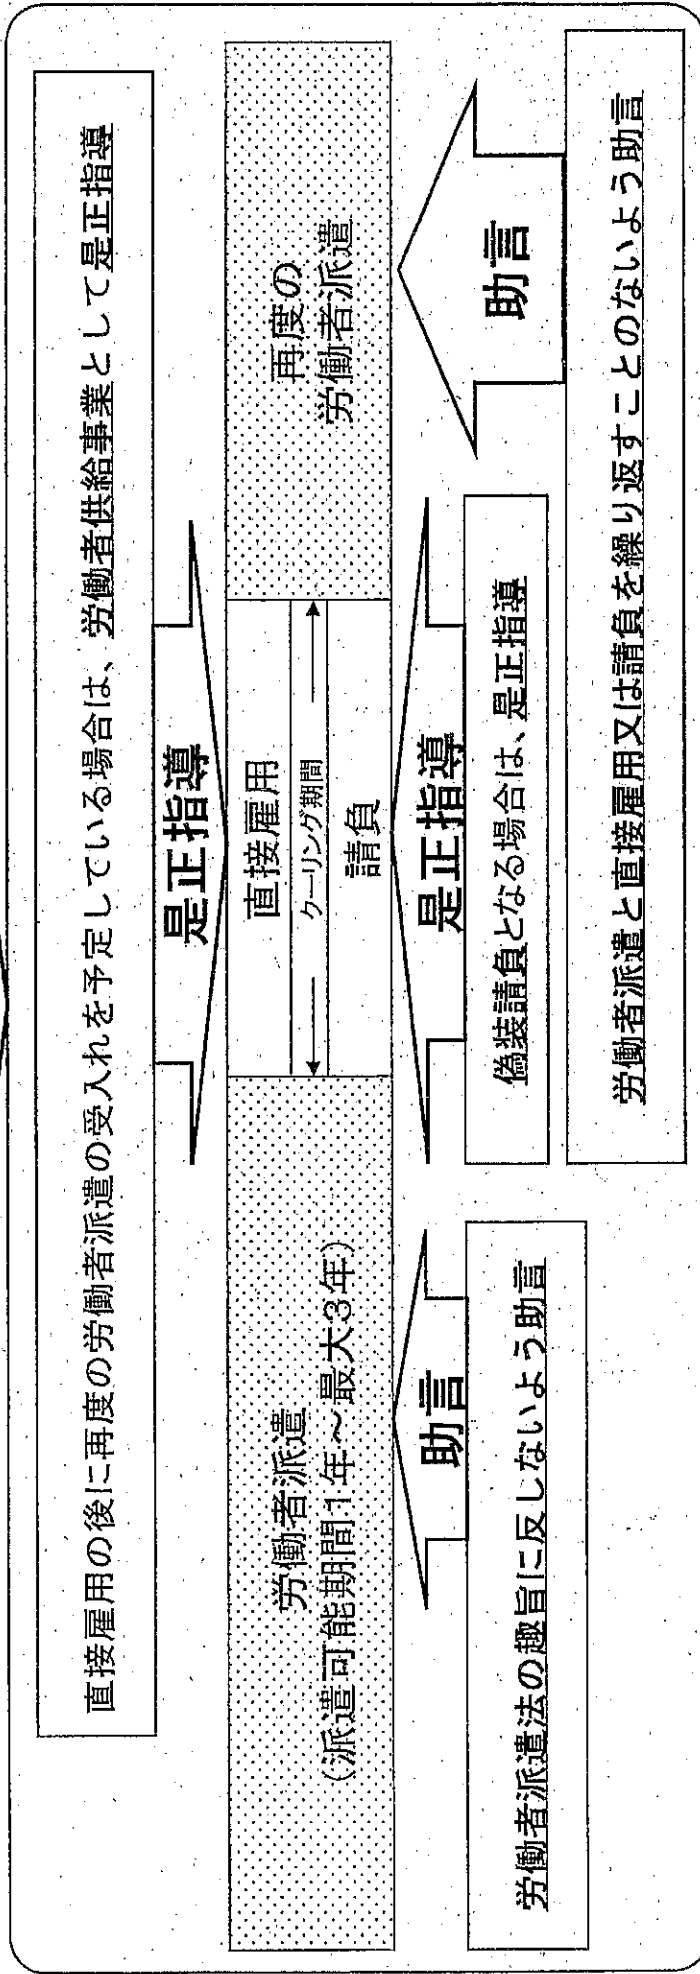 直接雇用の後に再度の労働者派遣の受入れを予定している場合は、労働者供給事業として是正指導
是正指導
労働者派遣
(派遣可能期間1年～最大3年)
直接雇用
クーリング期間
請負
再度の
労働者派遣
助言
労働者派遣法の趣旨に反しないよう助言
是正指導
偽装請負となる場合は、是正指導
助言
労働者派遣と直接雇用又は請負を繰り返すことのないよう助言